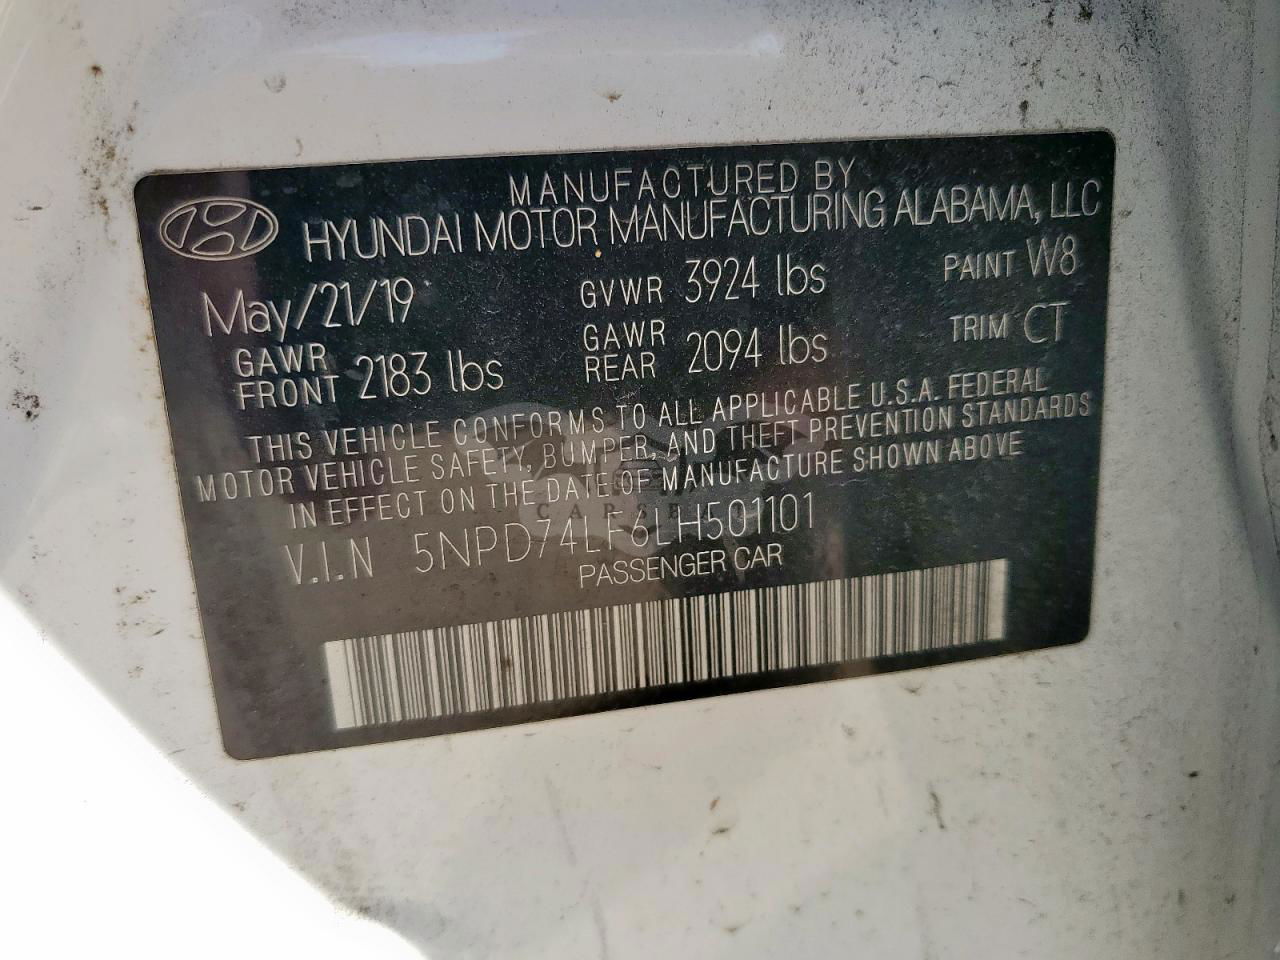 MANUFACTURED BY
HYUNDAI MOTOR MANUFACTURING ALABAMA, LLC
May/21/19 GVWR 3924 lbs PAINT W8
GAWR FRONT 2183 lbs GAWR REAR 2094 lbs TRIM CT
THIS VEHICLE CONFORMS TO ALL APPLICABLE U.S.A. FEDERAL
MOTOR VEHICLE SAFETY, BUMPER, AND THEFT PREVENTION STANDARDS
IN EFFECT ON THE DATE OF MANUFACTURE SHOWN ABOVE
V.I.N 5NPD74LF6LH501101
PASSENGER CAR